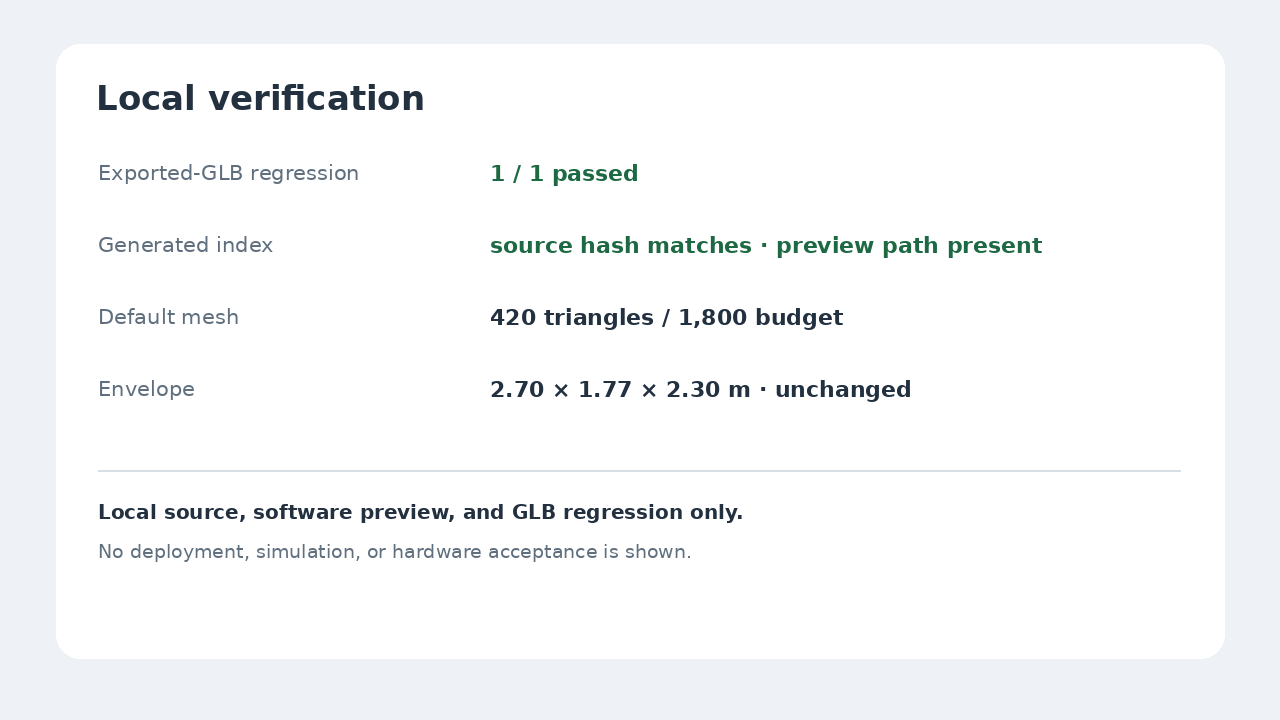 Local verification
Exported-GLB regression 1 / 1 passed
Generated index source hash matches · preview path present
Default mesh 420 triangles / 1,800 budget
Envelope 2.70 × 1.77 × 2.30 m · unchanged
Local source, software preview, and GLB regression only.
No deployment, simulation, or hardware acceptance is shown.